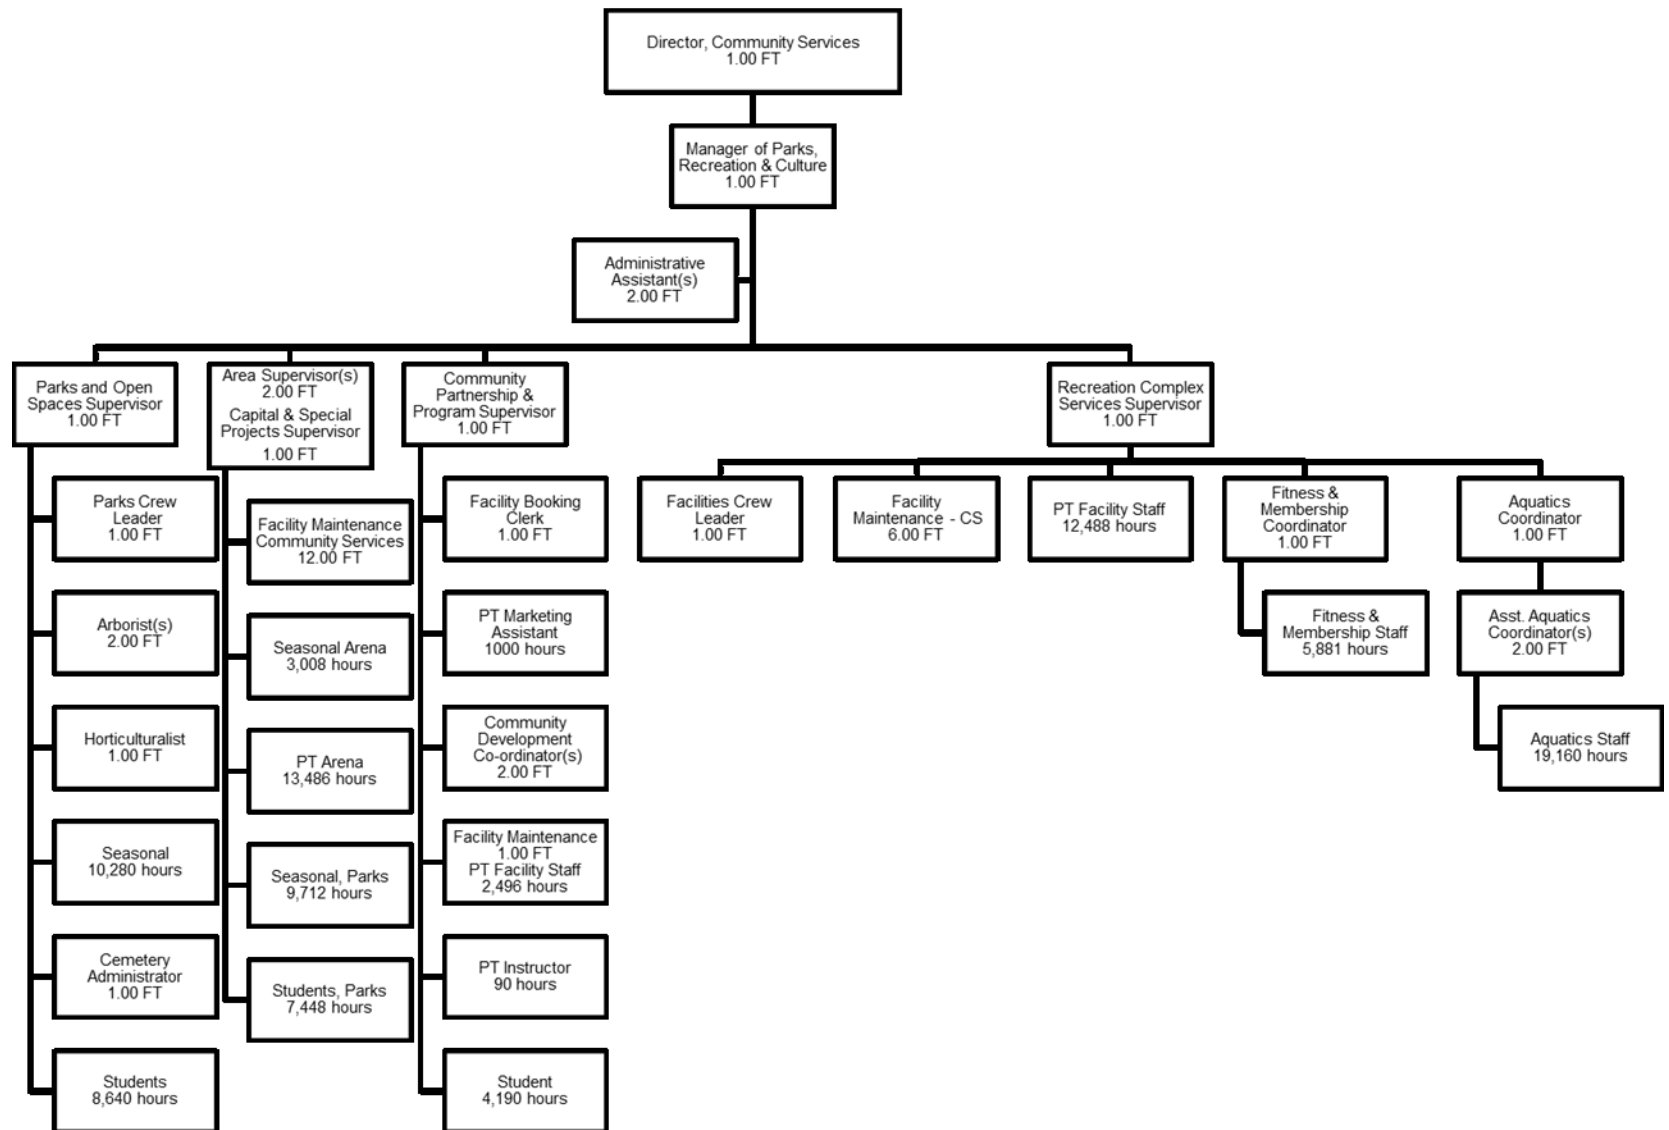 Director, Community Services
1.00 FT
Manager of Parks,
Recreation & Culture
1.00 FT
Administrative
Assistant(s)
2.00 FT
Parks and Open
Spaces Supervisor
1.00 FT
Area Supervisor(s)
2.00 FT
Capital & Special
Projects Supervisor
1.00 FT
Community
Partnership &
Program Supervisor
1.00 FT
Recreation Complex
Services Supervisor
1.00 FT
Parks Crew
Leader
1.00 FT
Arborist(s)
2.00 FT
Horticulturalist
1.00 FT
Seasonal
10,280 hours
Cemetery
Administrator
1.00 FT
Students
8,640 hours
Facility Maintenance
Community Services
12.00 FT
Seasonal Arena
3,008 hours
PT Arena
13,486 hours
Seasonal, Parks
9,712 hours
Students, Parks
7,448 hours
Facility Booking
Clerk
1.00 FT
PT Marketing
Assistant
1000 hours
Community
Development
Co-ordinator(s)
2.00 FT
Facility Maintenance
1.00 FT
PT Facility Staff
2,496 hours
PT Instructor
90 hours
Student
4,190 hours
Facilities Crew
Leader
1.00 FT
Facility
Maintenance - CS
6.00 FT
PT Facility Staff
12,488 hours
Fitness &
Membership
Coordinator
1.00 FT
Fitness &
Membership Staff
5,881 hours
Aquatics
Coordinator
1.00 FT
Asst. Aquatics
Coordinator(s)
2.00 FT
Aquatics Staff
19,160 hours